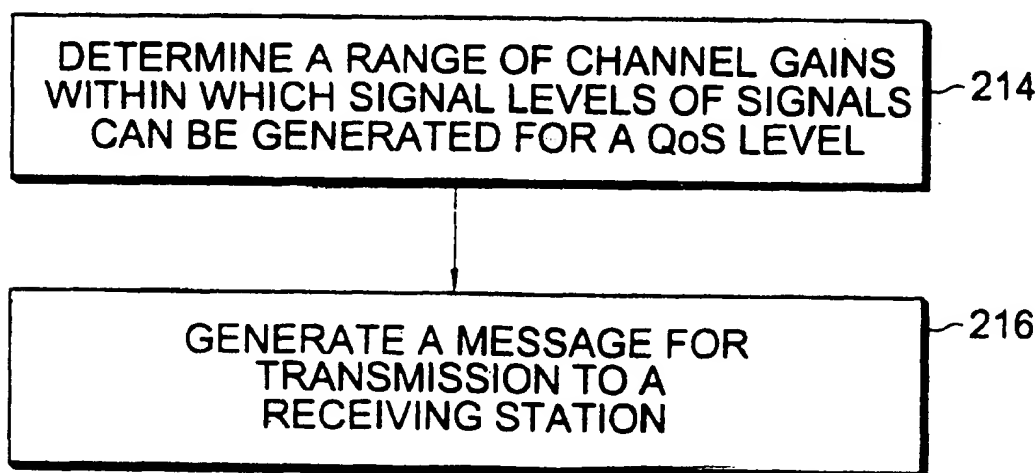 DETERMINE A RANGE OF CHANNEL GAINS
WITHIN WHICH SIGNAL LEVELS OF SIGNALS
CAN BE GENERATED FOR A QoS LEVEL
214
GENERATE A MESSAGE FOR
TRANSMISSION TO A
RECEIVING STATION
216